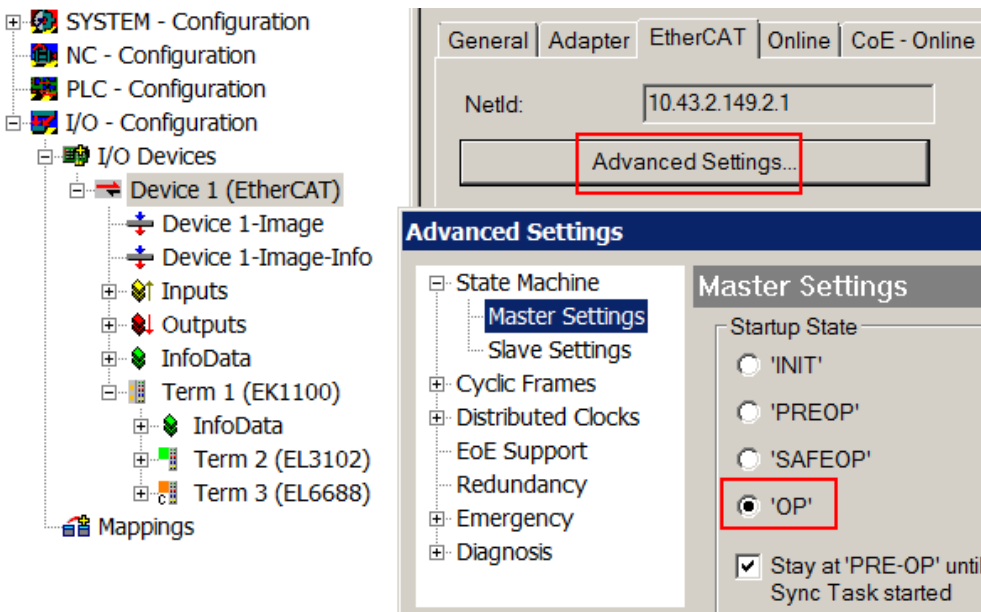 SYSTEM - Configuration
NC - Configuration
PLC - Configuration
I/O - Configuration
I/O Devices
Device 1 (EtherCAT)
Device 1-Image
Device 1-Image-Info
Inputs
Outputs
InfoData
Term 1 (EK1100)
InfoData
Term 2 (EL3102)
Term 3 (EL6688)
c
Mappings
General Adapter EtherCAT Online CoE - Online
NetId: 10.43.2.149.2.1
Advanced Settings...
Advanced Settings
State Machine
Master Settings
Slave Settings
Cyclic Frames
Distributed Clocks
EoE Support
Redundancy
Emergency
Diagnosis
Master Settings
Startup State
'INIT'
'PREOP'
'SAFEOP'
'OP'
Stay at 'PRE-OP' until
Sync Task started